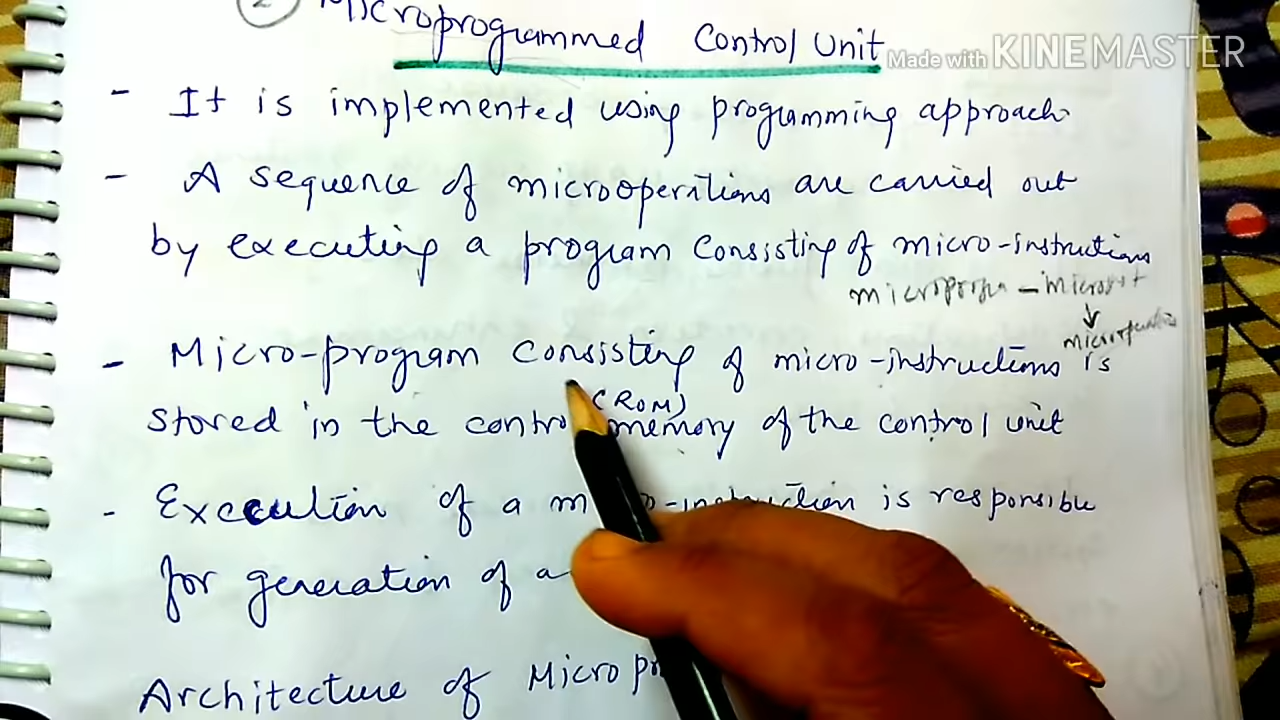 2 Microprogrammed Control Unit
Made with KINEMASTER
- It is implemented using programming approach
- A sequence of microoperations are carried out
by executing a program consisting of micro-instructions
- Micro-program consisting of micro-instructions is
(ROM)
stored in the control memory of the control unit
- Execution of a is responsible
for generation of a
Architecture of Micro